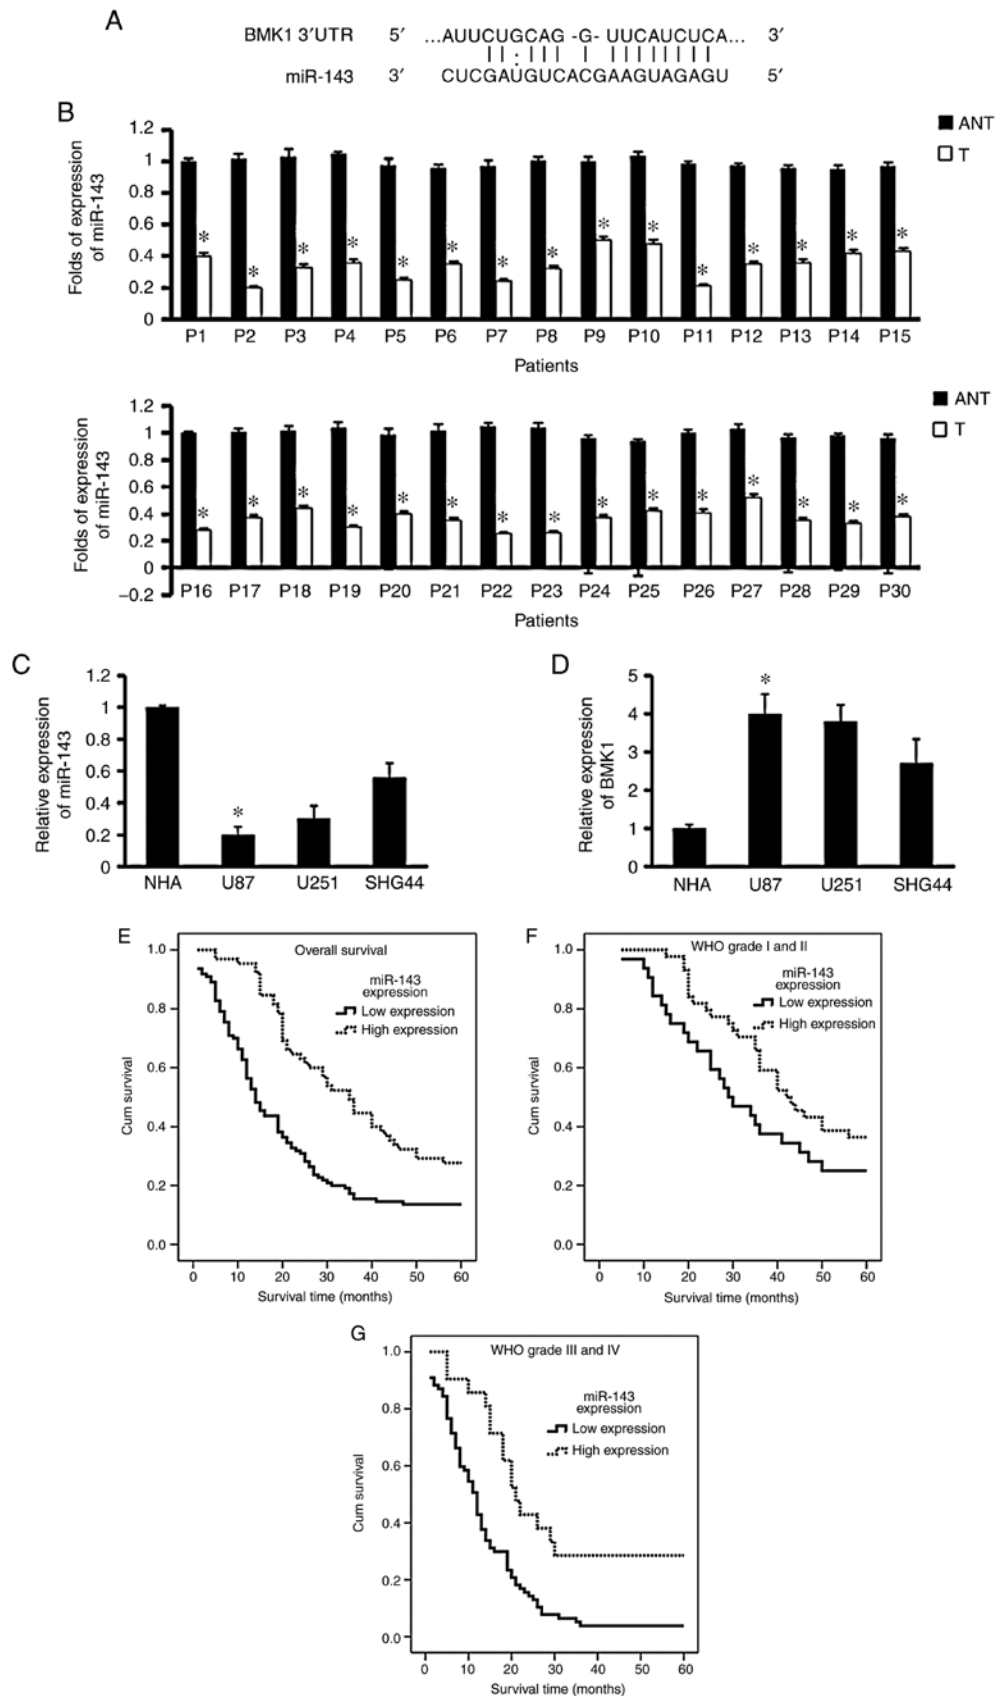 A
BMK1 3′UTR 5′ ...AUUCUGCAG -G- UUCAUCUCA... 3′
miR-143 3′ CUCGAUGUCACGAAGUAGAGU 5′
B
Folds of expression
of miR-143
1.2
1
0.8
0.6
0.4
0.2
0
* * * * * * * * * * * * * * *
P1 P2 P3 P4 P5 P6 P7 P8 P9 P10 P11 P12 P13 P14 P15
Patients
ANT
T
Folds of expression
of miR-143
1.2
1
0.8
0.6
0.4
0.2
0
−0.2
* * * * * * * * * * * * * * *
P16 P17 P18 P19 P20 P21 P22 P23 P24 P25 P26 P27 P28 P29 P30
Patients
ANT
T
C
Relative expression
of miR-143
1.2
1
0.8
0.6
0.4
0.2
0
*
NHA U87 U251 SHG44
D
Relative expression
of BMK1
5
4
3
2
1
0
*
NHA U87 U251 SHG44
E
Overall survival
miR-143
expression
Low expression
High expression
Cum survival
1.0
0.8
0.6
0.4
0.2
0.0
0 10 20 30 40 50 60
Survival time (months)
F
WHO grade I and II
miR-143
expression
Low expression
High expression
Cum survival
1.0
0.8
0.6
0.4
0.2
0.0
0 10 20 30 40 50 60
Survival time (months)
G
WHO grade III and IV
miR-143
expression
Low expression
High expression
Cum survival
1.0
0.8
0.6
0.4
0.2
0.0
0 10 20 30 40 50 60
Survival time (months)